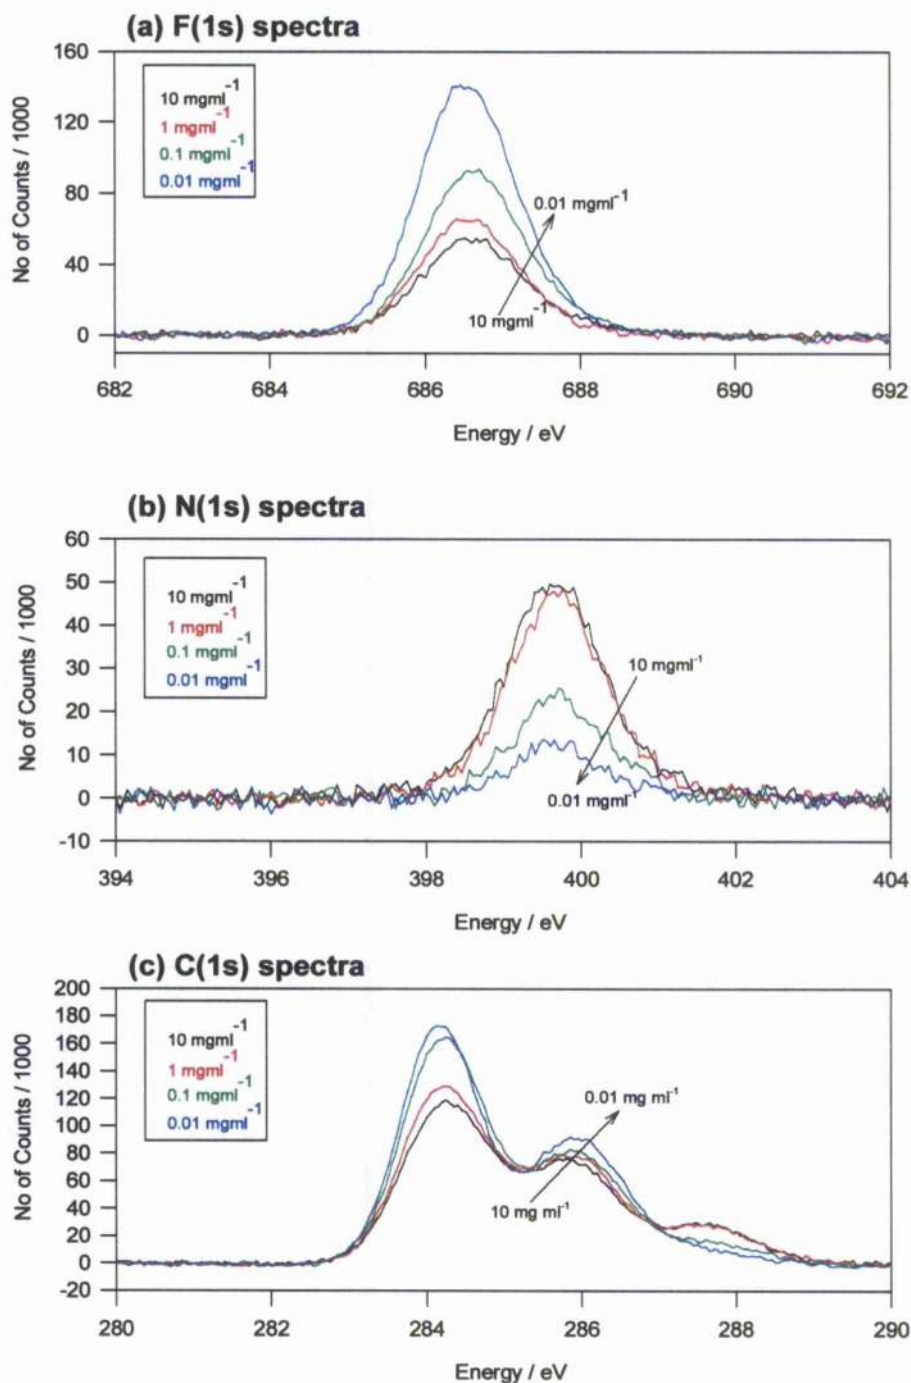 (a) F(1s) spectra
160
120
80
40
0
No of Counts / 1000
10 mgml-1
1 mgml-1
0.1 mgml-1
0.01 mgml-1
0.01 mgml-1
10 mgml-1
682 684 686 688 690 692
Energy / eV
(b) N(1s) spectra
60
50
40
30
20
10
0
-10
No of Counts / 1000
10 mgml-1
1 mgml-1
0.1 mgml-1
0.01 mgml-1
10 mgml-1
0.01 mgml-1
394 396 398 400 402 404
Energy / eV
(c) C(1s) spectra
200
180
160
140
120
100
80
60
40
20
0
-20
No of Counts / 1000
10 mgml-1
1 mgml-1
0.1 mgml-1
0.01 mgml-1
0.01 mg ml-1
10 mg ml-1
280 282 284 286 288 290
Energy / eV